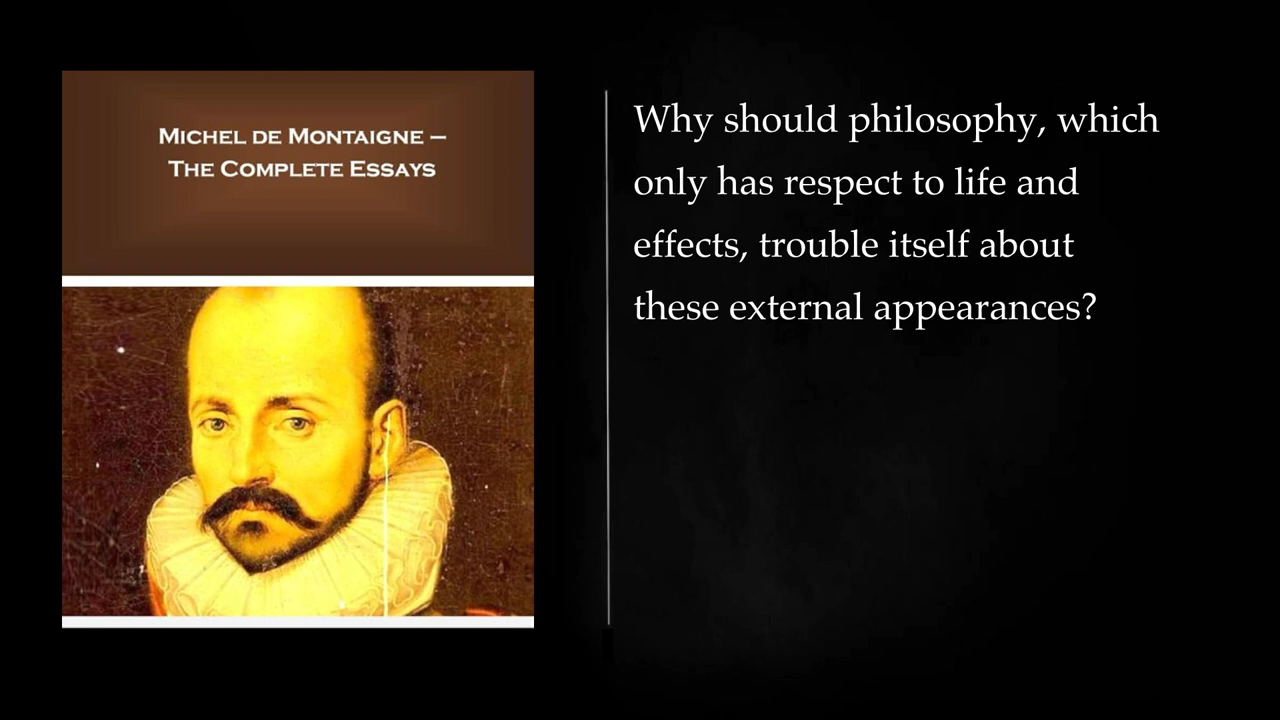 Michel de Montaigne –
The Complete Essays
Why should philosophy, which
only has respect to life and
effects, trouble itself about
these external appearances?